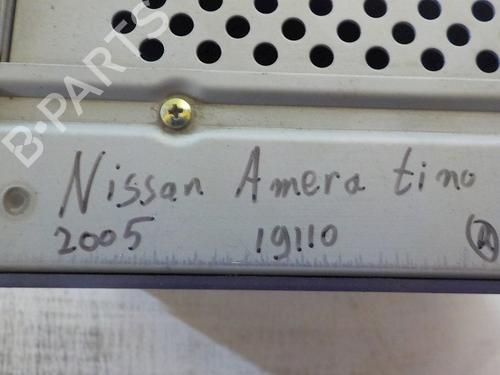 B-PARTS
Nissan Amera tino
2005 19110 A